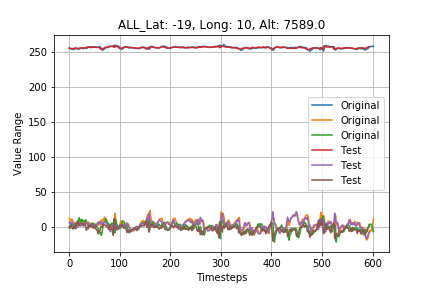 ALL_Lat: -19, Long: 10, Alt: 7589.0
Value Range
250
200
150
100
50
0
Original
Original
Original
Test
Test
Test
0 100 200 300 400 500 600
Timesteps